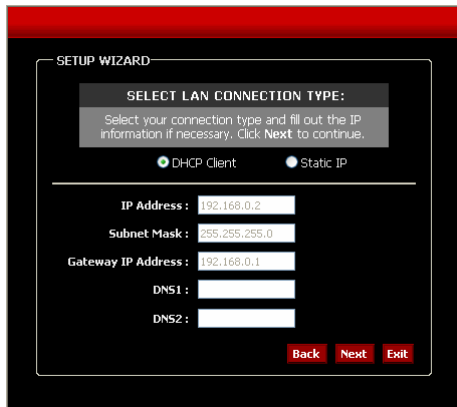 SETUP WIZARD
SELECT LAN CONNECTION TYPE:
Select your connection type and fill out the IP
information if necessary. Click Next to continue.
DHCP Client Static IP
IP Address : 192.168.0.2
Subnet Mask : 255.255.255.0
Gateway IP Address : 192.168.0.1
DNS1 :
DNS2 :
Back Next Exit